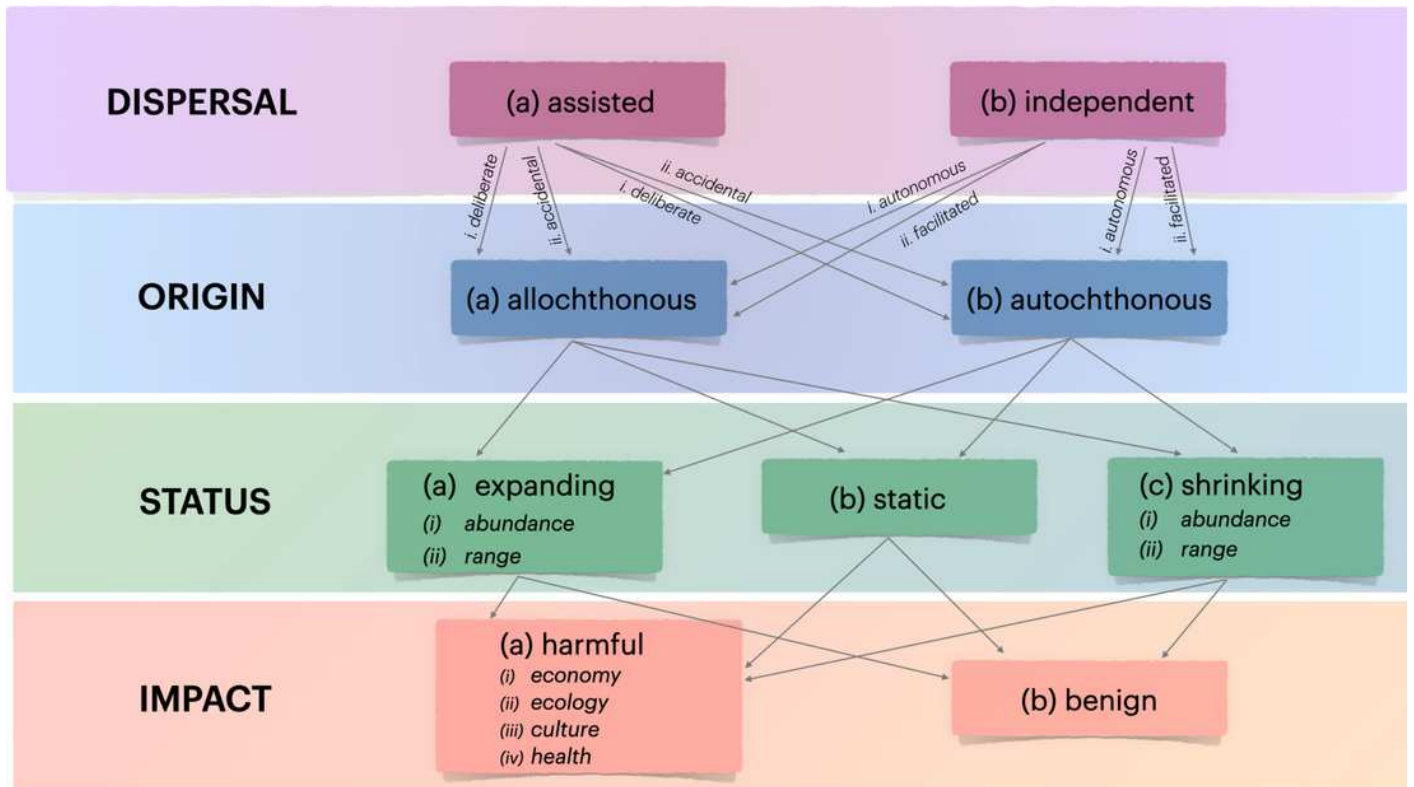 DISPERSAL
(a) assisted
(b) independent
i. deliberate
ii. accidental
ii. accidental
i. deliberate
i. autonomous
ii. facilitated
i. autonomous
ii. facilitated
ORIGIN
(a) allochthonous
(b) autochthonous
STATUS
(a) expanding
(i) abundance
(ii) range
(b) static
(c) shrinking
(i) abundance
(ii) range
IMPACT
(a) harmful
(i) economy
(ii) ecology
(iii) culture
(iv) health
(b) benign